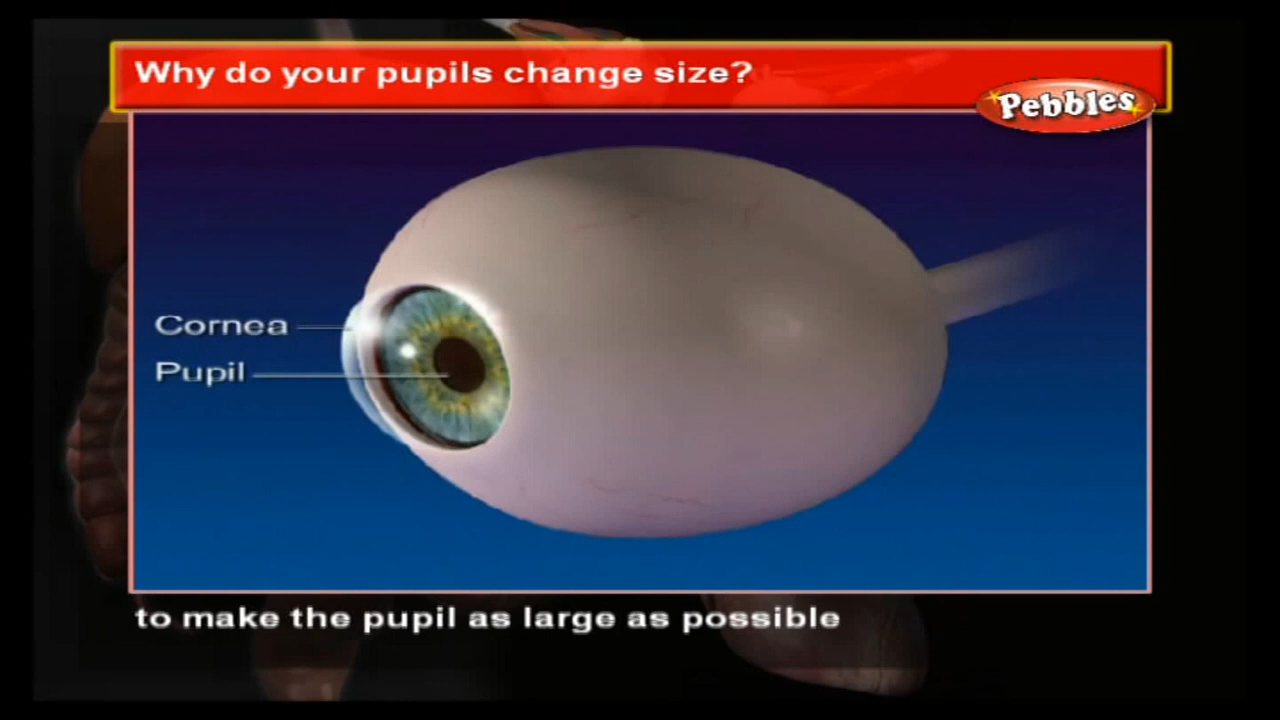 Why do your pupils change size?
Pebbles
Cornea
Pupil
to make the pupil as large as possible